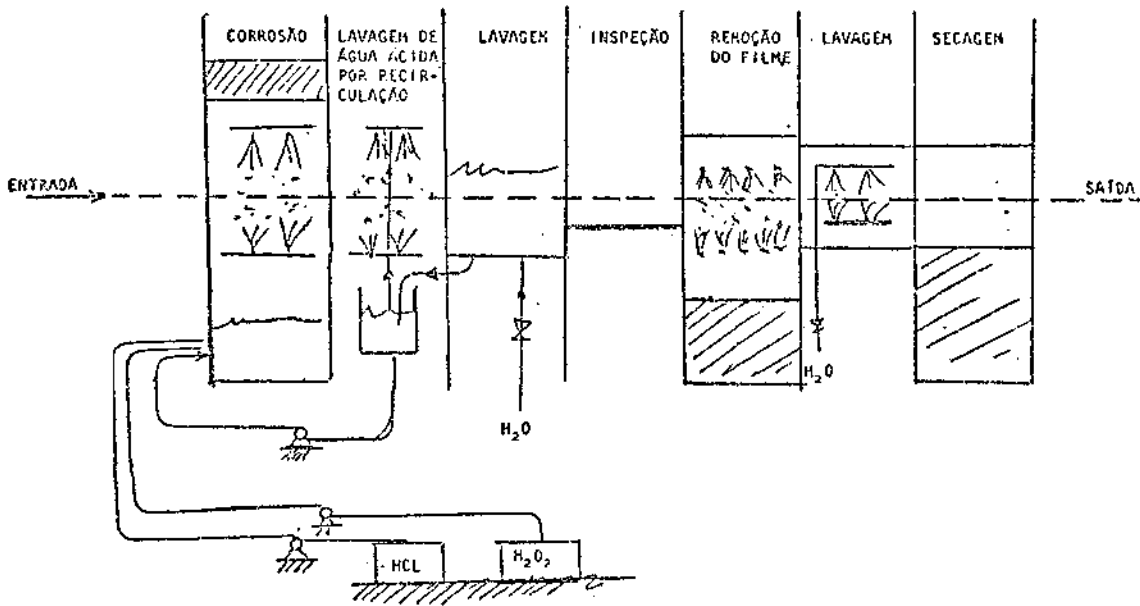 CORROSÃO
LAVAGEM DE
ÁGUA ÁCIDA
POR RECIR-
CULAÇÃO
LAVAGEM
INSPEÇÃO
REMOÇÃO
DO FILME
LAVAGEM
SECAGEM
ENTRADA
SAÍDA
H₂O
H₂O
HCL
H₂O₂